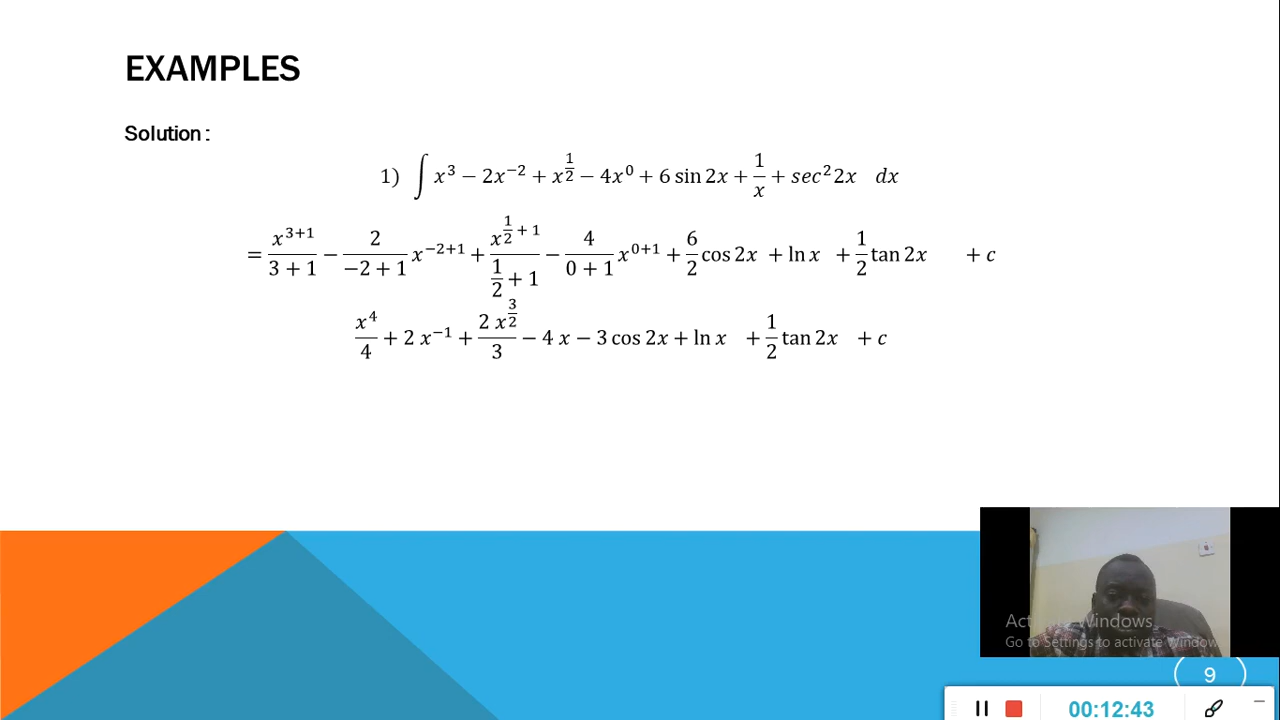 EXAMPLES
Solution :
1) ∫ x³ − 2x⁻² + x^{1/2} − 4x⁰ + 6 sin 2x + 1/x + sec² 2x dx
= x^{3+1}/(3 + 1) − 2/(−2 + 1) x^{−2+1} + x^{1/2 + 1}/(1/2 + 1) − 4/(0 + 1) x^{0+1} + 6/2 cos 2x + ln x + 1/2 tan 2x + c
x⁴/4 + 2 x⁻¹ + 2 x^{3/2}/3 − 4 x − 3 cos 2x + ln x + 1/2 tan 2x + c
Activate Windows
Go to Settings to activate Window
9
00:12:43